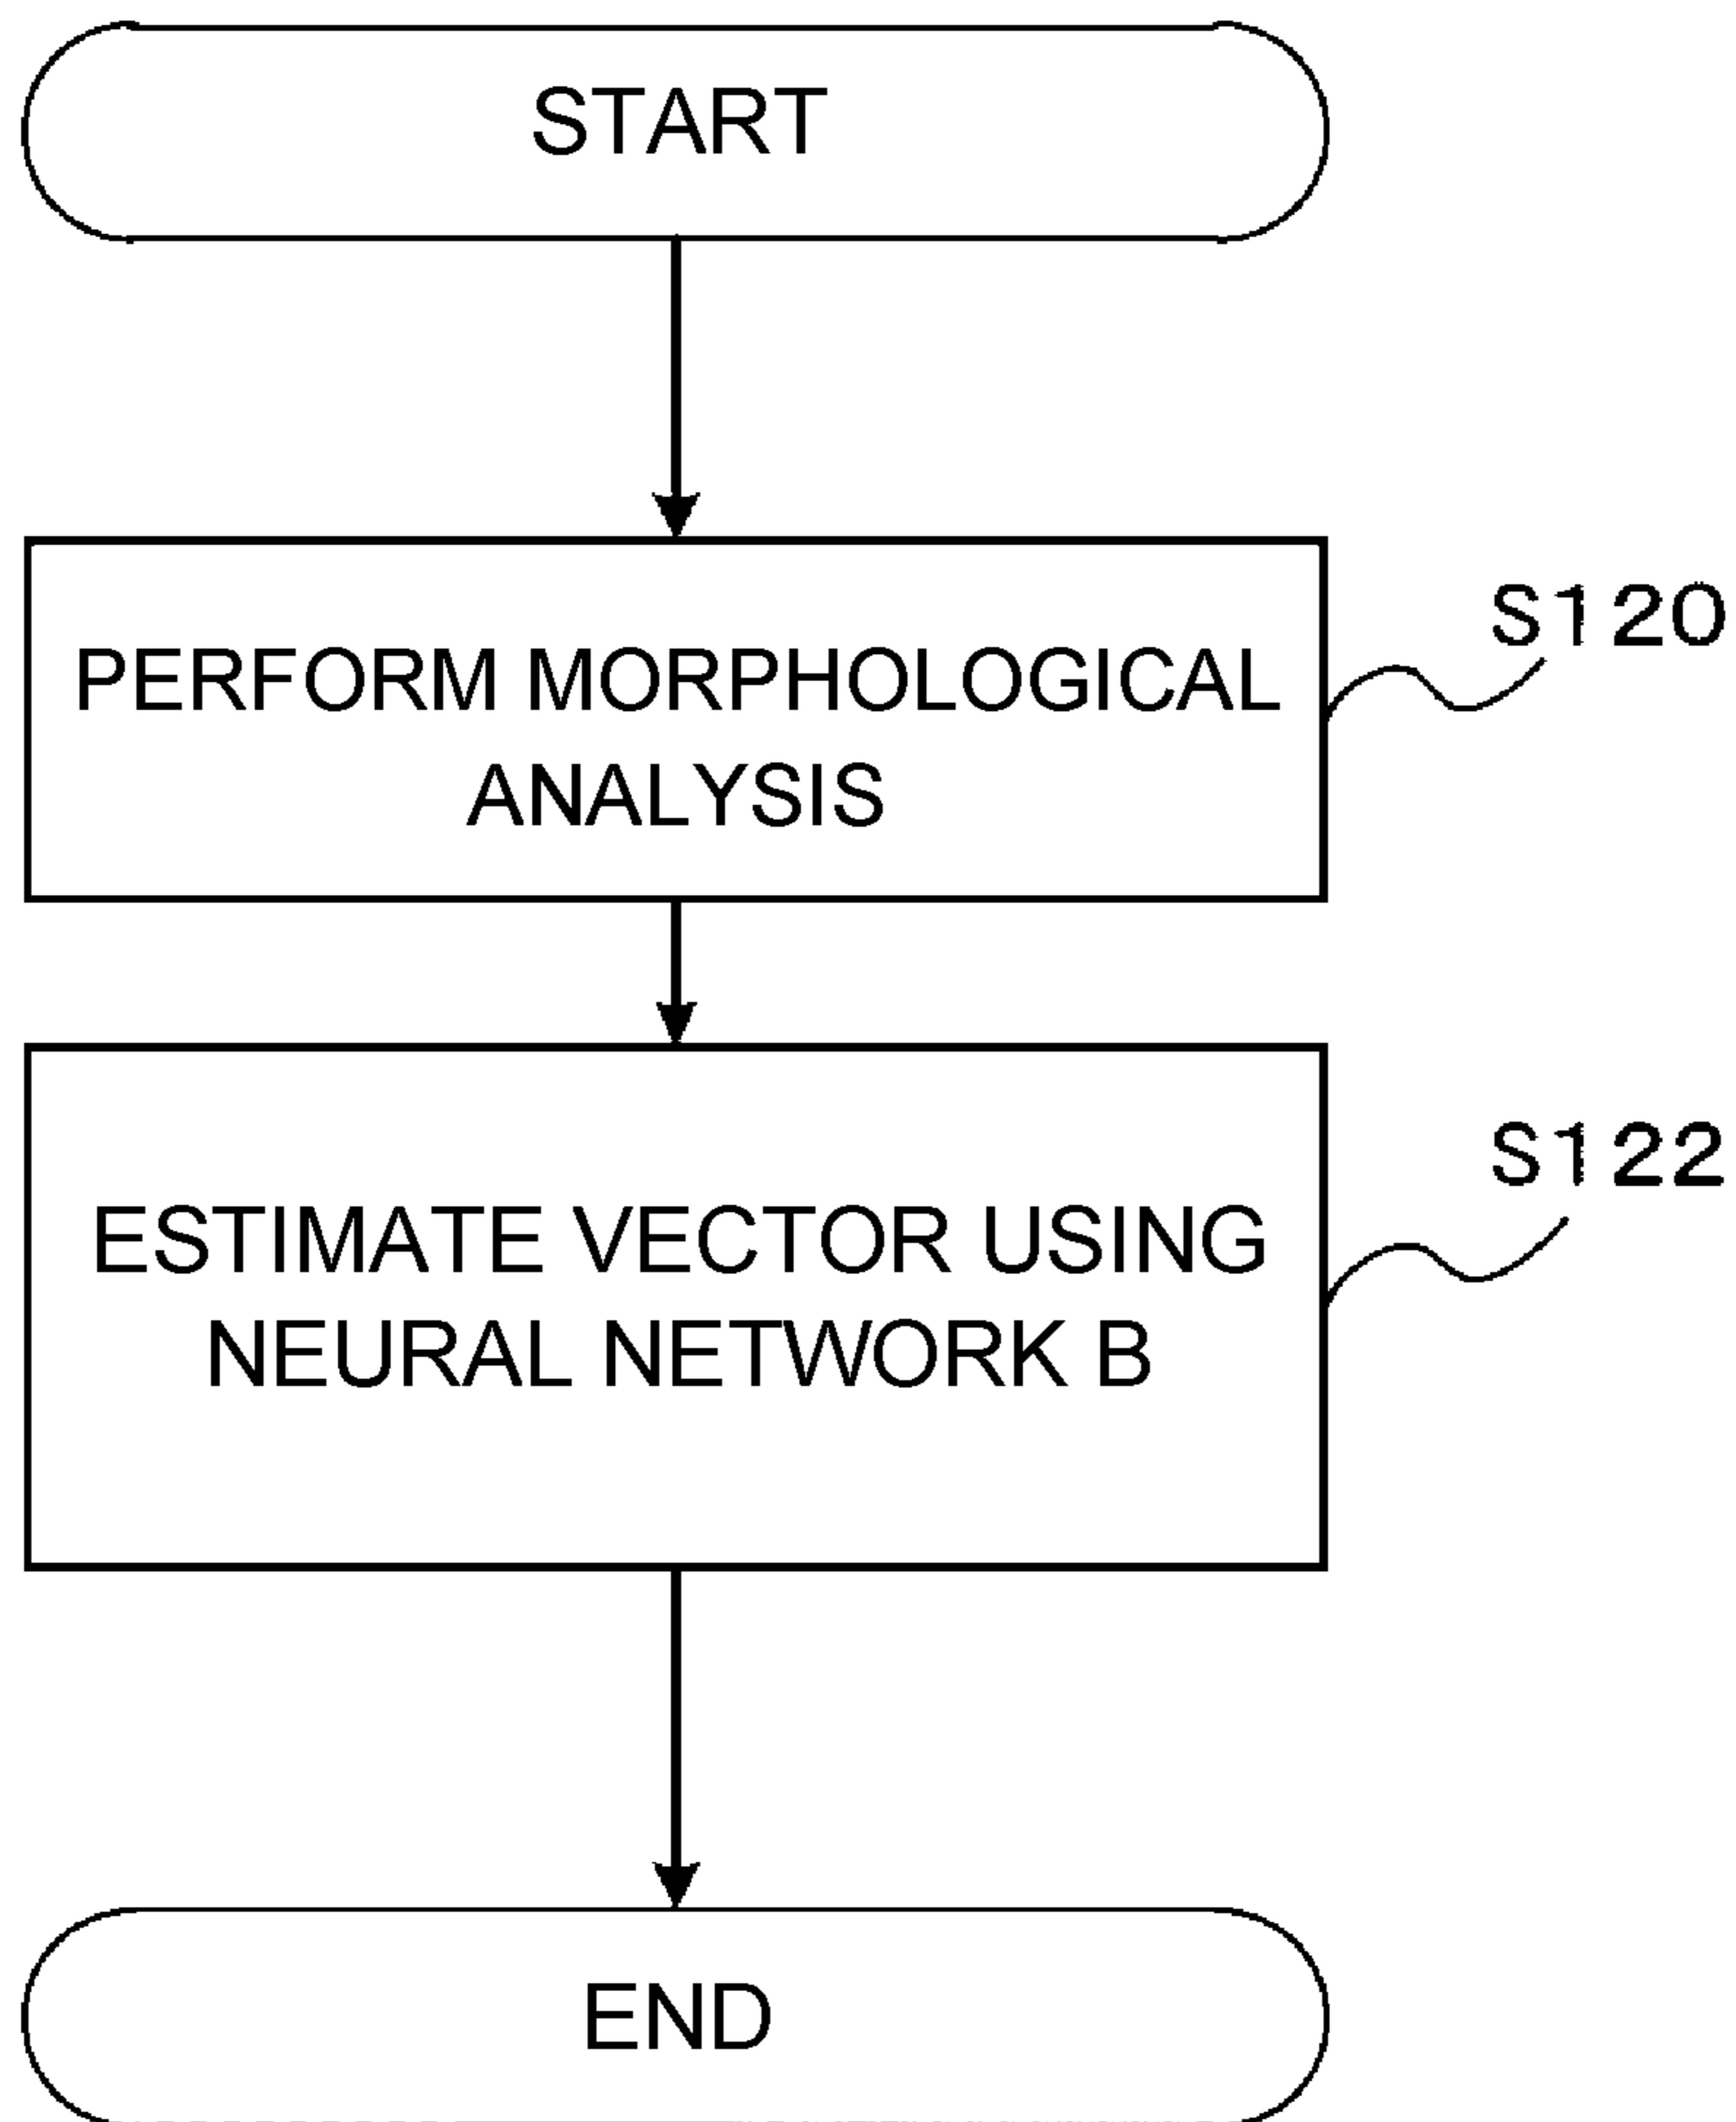 START
S120
PERFORM MORPHOLOGICAL
ANALYSIS
S122
ESTIMATE VECTOR USING
NEURAL NETWORK B
END